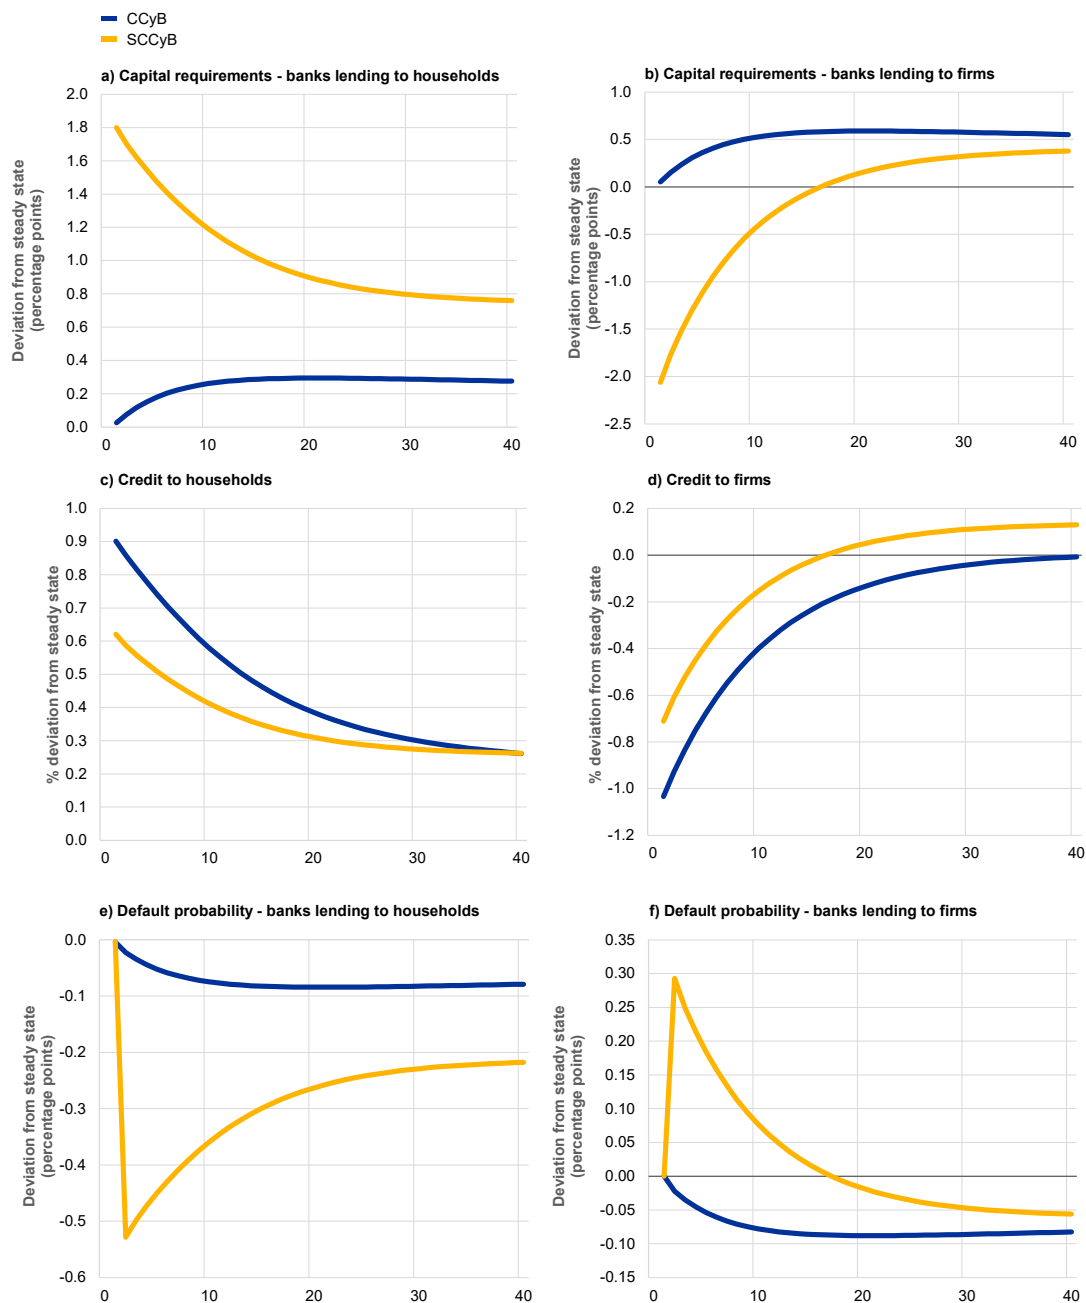 CCyB
SCCyB
a) Capital requirements - banks lending to households
Deviation from steady state
(percentage points)
2.0
1.8
1.6
1.4
1.2
1.0
0.8
0.6
0.4
0.2
0.0
0 10 20 30 40
b) Capital requirements - banks lending to firms
Deviation from steady state
(percentage points)
1.0
0.5
0.0
-0.5
-1.0
-1.5
-2.0
-2.5
0 10 20 30 40
c) Credit to households
% deviation from steady state
1.0
0.9
0.8
0.7
0.6
0.5
0.4
0.3
0.2
0.1
0.0
0 10 20 30 40
d) Credit to firms
% deviation from steady state
0.2
0.0
-0.2
-0.4
-0.6
-0.8
-1.0
-1.2
0 10 20 30 40
e) Default probability - banks lending to households
Deviation from steady state
(percentage points)
0.0
-0.1
-0.2
-0.3
-0.4
-0.5
-0.6
0 10 20 30 40
f) Default probability - banks lending to firms
Deviation from steady state
(percentage points)
0.35
0.30
0.25
0.20
0.15
0.10
0.05
0.00
-0.05
-0.10
-0.15
0 10 20 30 40